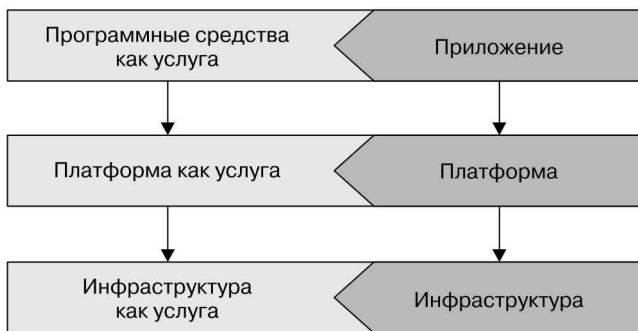 Программные средства
как услуга
Приложение
Платформа как услуга
Платформа
Инфраструктура
как услуга
Инфраструктура